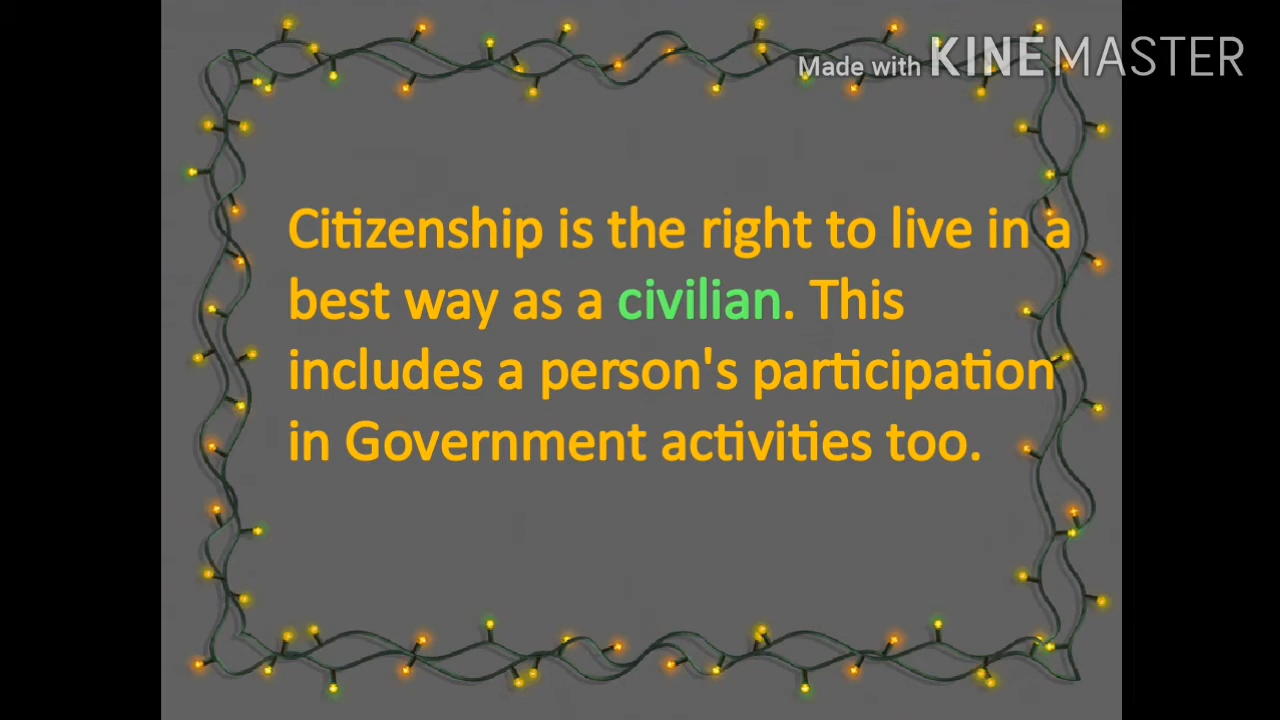 Made with KINEMASTER
Citizenship is the right to live in a
best way as a civilian. This
includes a person's participation
in Government activities too.